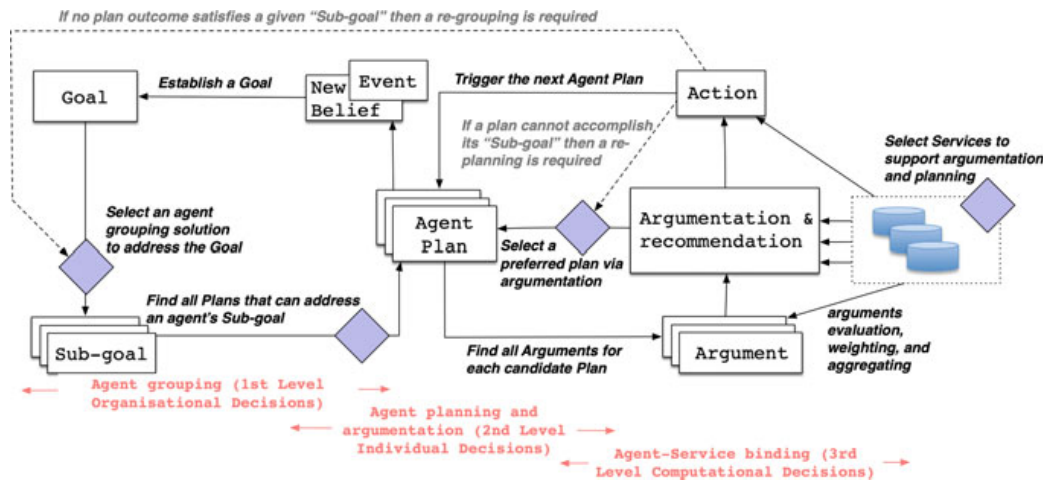 If no plan outcome satisfies a given “Sub-goal” then a re-grouping is required
Goal
Establish a Goal
Event
New
Belief
Trigger the next Agent Plan
Action
If a plan cannot accomplish
its “Sub-goal” then a re-
planning is required
Select Services to
support argumentation
and planning
Select an agent
grouping solution
to address the Goal
Agent
Plan
Select a
preferred plan via
argumentation
Argumentation &
recommendation
Find all Plans that can address
an agent's Sub-goal
Sub-goal
Find all Arguments for
each candidate Plan
Argument
arguments
evaluation,
weighting, and
aggregating
Agent grouping (1st Level
Organisational Decisions)
Agent planning and
argumentation (2nd Level
Individual Decisions)
Agent-Service binding (3rd
Level Computational Decisions)